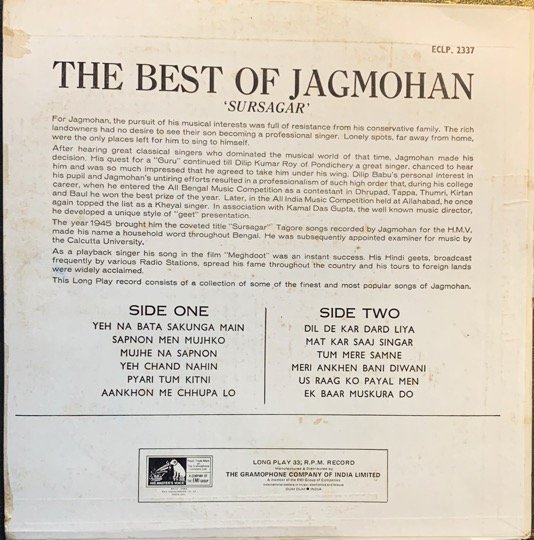 ECLP. 2337
THE BEST OF JAGMOHAN
‘SURSAGAR’
For Jagmohan, the pursuit of his musical interests was full of resistance from his conservative family. The rich
landowners had no desire to see their son becoming a professional singer. Lonely spots, far away from home,
were the only places left for him to sing to himself.
After hearing great classical singers who dominated the musical world of that time, Jagmohan made his
decision. His quest for a "Guru" continued till Dilip Kumar Roy of Pondichery a great singer, chanced to hear
him and was so much impressed that he agreed to take him under his wing. Dilip Babu's personal interest in
his pupil and Jagmohan's untiring efforts resulted in a professionalism of such high order that, during his college
career, when he entered the All Bengal Music Competition as a contestant in Dhrupad, Tappa, Thumri, Kirtan
and Baul he won the best prize of the year. Later, in the All India Music Competition held at Allahabad, he once
again topped the list as a Kheyal singer. In association with Kamal Das Gupta, the well known music director,
he developed a unique style of "geet" presentation.
The year 1945 brought him the coveted title "Sursagar" Tagore songs recorded by Jagmohan for the H.M.V.
made his name a household word throughout Bengal. He was subsequently appointed examiner for music by
the Calcutta University.
As a playback singer his song in the film "Meghdoot" was an instant success. His Hindi geets, broadcast
frequently by various Radio Stations, spread his fame throughout the country and his tours to foreign lands
were widely acclaimed.
This Long Play record consists of a collection of some of the finest and most popular songs of Jagmohan.
SIDE ONE
YEH NA BATA SAKUNGA MAIN
SAPNON MEN MUJHKO
MUJHE NA SAPNON
YEH CHAND NAHIN
PYARI TUM KITNI
AANKHON ME CHHUPA LO
SIDE TWO
DIL DE KAR DARD LIYA
MAT KAR SAAJ SINGAR
TUM MERE SAMNE
MERI ANKHEN BANI DIWANI
US RAAG KO PAYAL MEN
EK BAAR MUSKURA DO
HIS MASTER'S VOICE
LONG PLAY 33⅓ R.P.M. RECORD
Manufactured & Distributed by
THE GRAMOPHONE COMPANY OF INDIA LIMITED
A member of the EMI Group of Companies
DUM DUM • INDIA